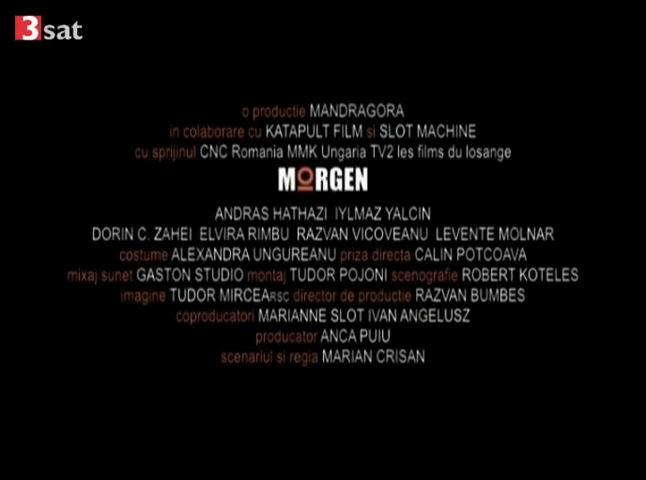 3sat
o productie MANDRAGORA
in colaborare cu KATAPULT FILM si SLOT MACHINE
cu sprijinul CNC Romania MMK Ungaria TV2 les films du losange
MORGEN
ANDRAS HATHAZI IYLMAZ YALCIN
DORIN C. ZAHEI ELVIRA RIMBU RAZVAN VICOVEANU LEVENTE MOLNAR
costume ALEXANDRA UNGUREANU priza directa CALIN POTCOAVA
mixaj sunet GASTON STUDIO montaj TUDOR POJONI scenografie ROBERT KOTELES
imagine TUDOR MIRCEA RSC director de productie RAZVAN BUMBES
coproducatori MARIANNE SLOT IVAN ANGELUSZ
producator ANCA PUIU
scenariul si regia MARIAN CRISAN